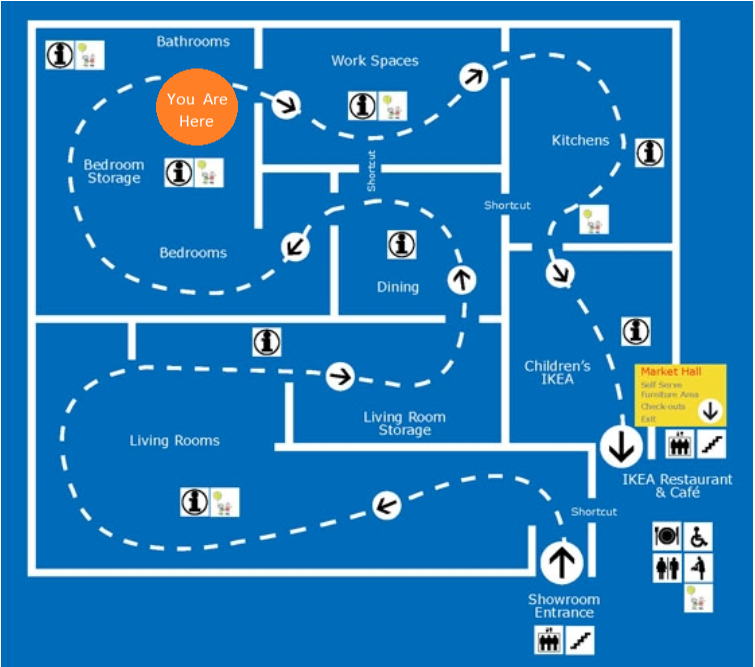 Bathrooms
Work Spaces
You Are
Here
Kitchens
Shortcut
Bedroom
Storage
Shortcut
Bedrooms
Dining
Children's
IKEA
Market Hall
Self Serve
Furniture Area
Check-outs
Exit
Living Room
Storage
Living Rooms
IKEA Restaurant
& Café
Shortcut
Showroom
Entrance